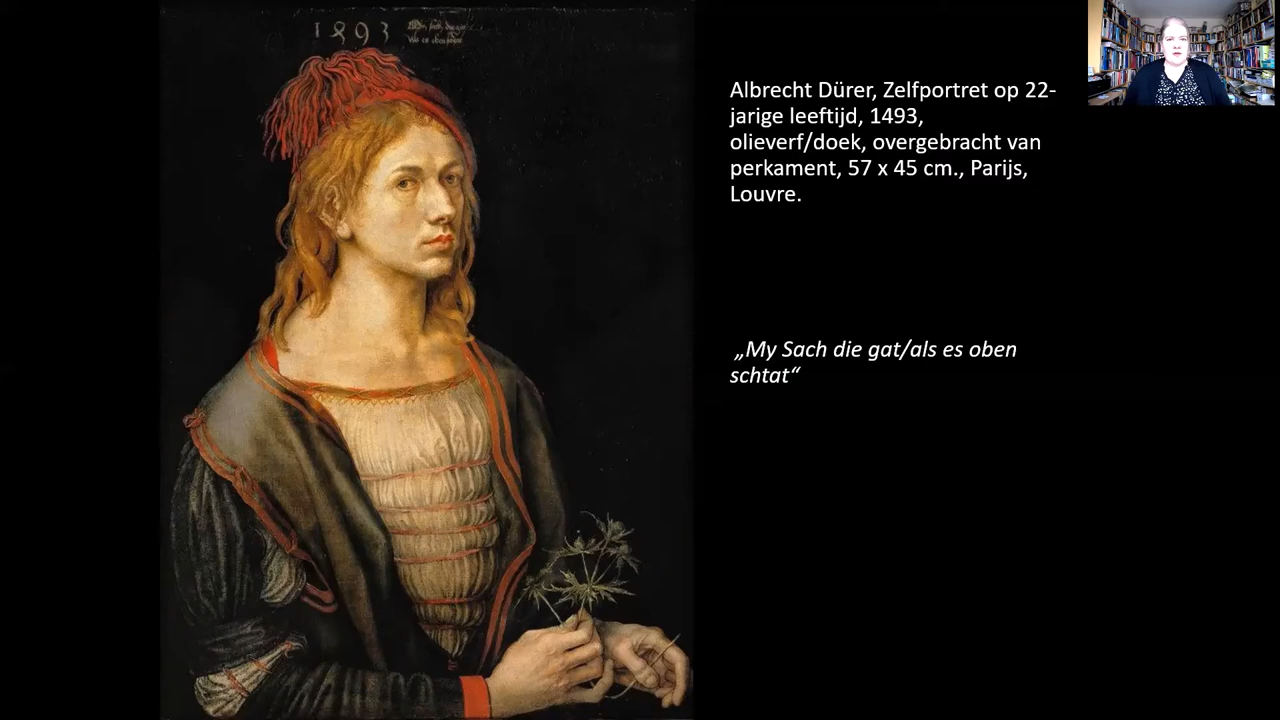 1493
Albrecht Dürer, Zelfportret op 22-
jarige leeftijd, 1493,
olieverf/doek, overgebracht van
perkament, 57 x 45 cm., Parijs,
Louvre.
„My Sach die gat/als es oben
schtat“